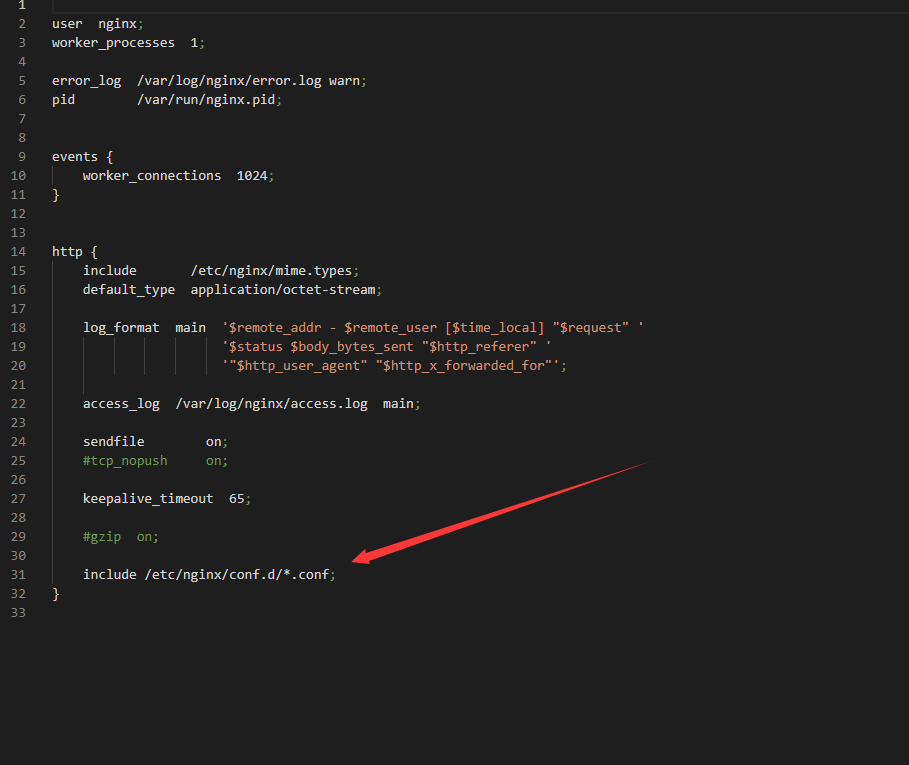 1
2 user  nginx;
3 worker_processes  1;
4
5 error_log  /var/log/nginx/error.log warn;
6 pid        /var/run/nginx.pid;
7
8
9 events {
10     worker_connections  1024;
11 }
12
13
14 http {
15     include       /etc/nginx/mime.types;
16     default_type  application/octet-stream;
17
18     log_format  main  '$remote_addr - $remote_user [$time_local] "$request" '
19                       '$status $body_bytes_sent "$http_referer" '
20                       '"$http_user_agent" "$http_x_forwarded_for"';
21
22     access_log  /var/log/nginx/access.log  main;
23
24     sendfile        on;
25     #tcp_nopush     on;
26
27     keepalive_timeout  65;
28
29     #gzip  on;
30
31     include /etc/nginx/conf.d/*.conf;
32 }
33